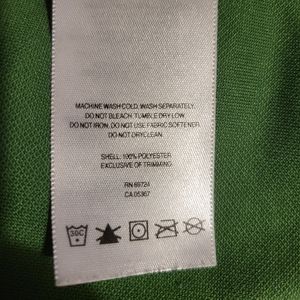 MACHINE WASH COLD, WASH SEPARATELY.
DO NOT BLEACH, TUMBLE DRY LOW.
DO NOT IRON, DO NOT USE FABRIC SOFTENER.
DO NOT DRYCLEAN.
SHELL: 100% POLYESTER
EXCLUSIVE OF TRIMMING
RN 69724
CA 05367
30C